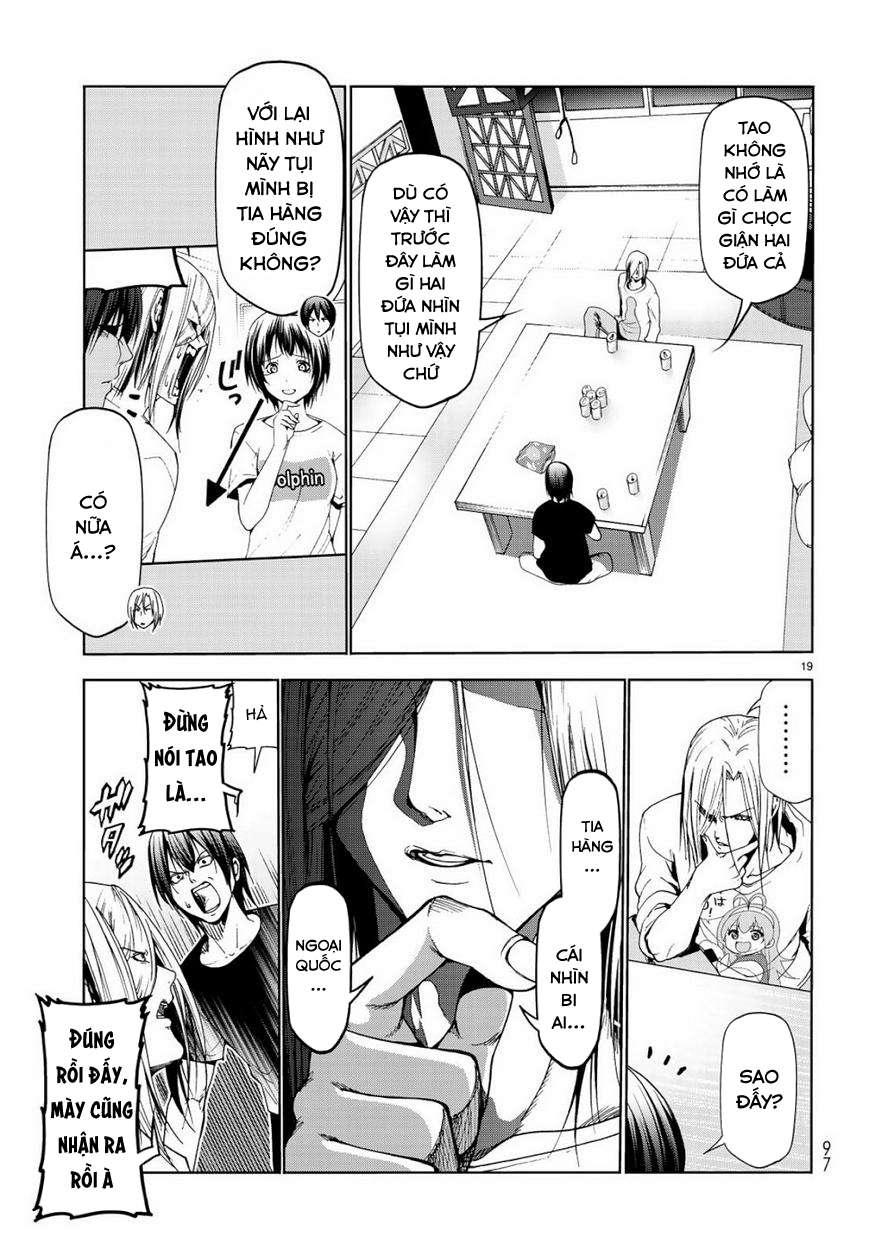 TAO
KHÔNG
NHỚ LÀ
CÓ LÀM
GÌ CHỌC
GIẬN HAI
ĐỨA CẢ
DÙ CÓ
VẬY THÌ
TRƯỚC
ĐÂY LÀM
GÌ HAI
ĐỨA NHÌN
TỤI MÌNH
NHƯ VẬY
CHỨ
VỚI LẠI
HÌNH NHƯ
NÃY TỤI
MÌNH BỊ
TIA HÀNG
ĐÚNG
KHÔNG?
olphin
CÓ
NỮA
Á...?
19
......
は
SAO
ĐẤY?
TIA
HÀNG
...
CÁI
NHÌN BI
AI...
NGOẠI
QUỐC
...
HẢ
ĐỪNG
NÓI TAO
LÀ...
ĐÚNG
RỒI ĐẤY,
MÀY CŨNG
NHẬN RA
RỒI À
97